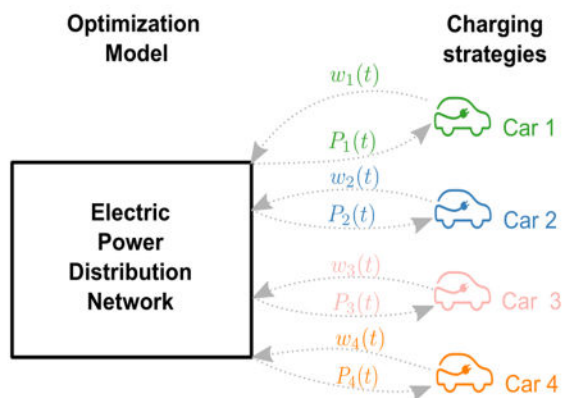 Optimization
Model
Charging
strategies
w₁(t)
P₁(t)
Car 1
w₂(t)
P₂(t)
Car 2
Electric
Power
Distribution
Network
w₃(t)
P₃(t)
Car 3
w₄(t)
P₄(t)
Car 4